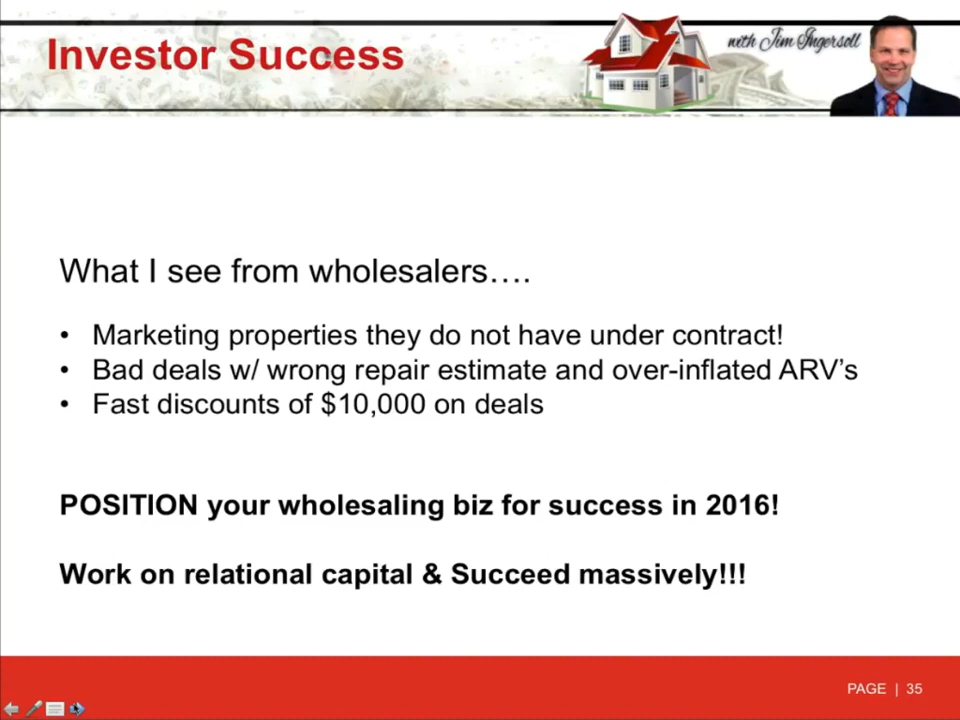 Investor Success
with Jim Ingersoll
What I see from wholesalers….
• Marketing properties they do not have under contract!
• Bad deals w/ wrong repair estimate and over-inflated ARV’s
• Fast discounts of $10,000 on deals
POSITION your wholesaling biz for success in 2016!
Work on relational capital & Succeed massively!!!
PAGE | 35